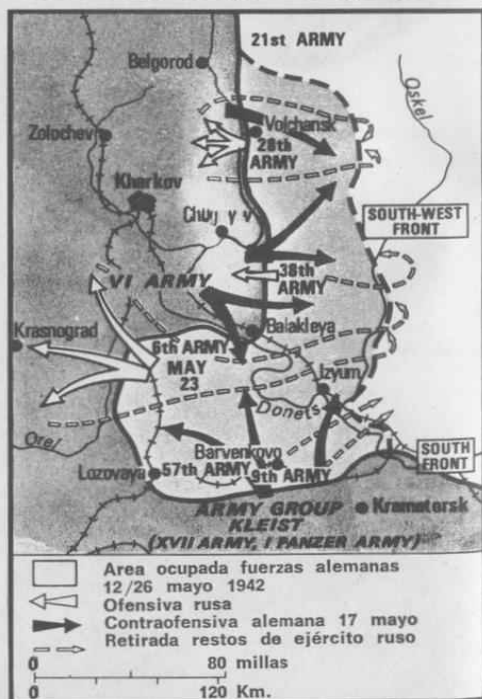 21st ARMY
Belgorod
Oskel
Zolochev
Volchansk
28th
ARMY
Kharkov
SOUTH-WEST
FRONT
VI ARMY
38th
ARMY
Krasnograd
6th ARMY
Balakleya
MAY
23
Izyum
Donets
Orel
SOUTH
FRONT
Barvenkovo
Lozovaya
57th ARMY
9th ARMY
ARMY GROUP
KLEIST
Kramatorsk
(XVII ARMY, I PANZER ARMY)
Area ocupada fuerzas alemanas
12/26 mayo 1942
Ofensiva rusa
Contraofensiva alemana 17 mayo
Retirada restos de ejército ruso
0 80 millas
0 120 Km.